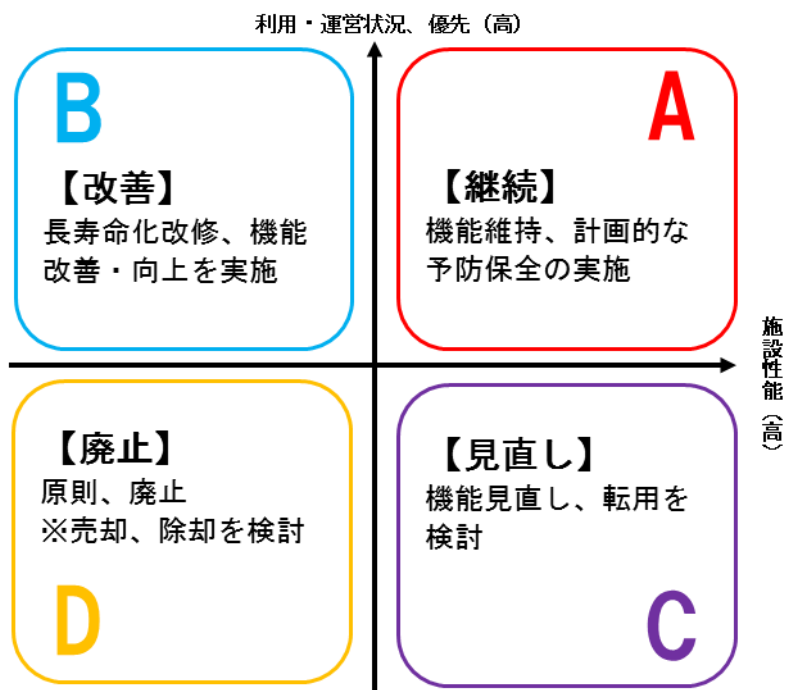 利用・運営状況、優先（高）
B
【改善】
長寿命化改修、機能
改善・向上を実施
A
【継続】
機能維持、計画的な
予防保全の実施
施設性能（高）
【廃止】
原則、廃止
※売却、除却を検討
D
【見直し】
機能見直し、転用を
検討
C